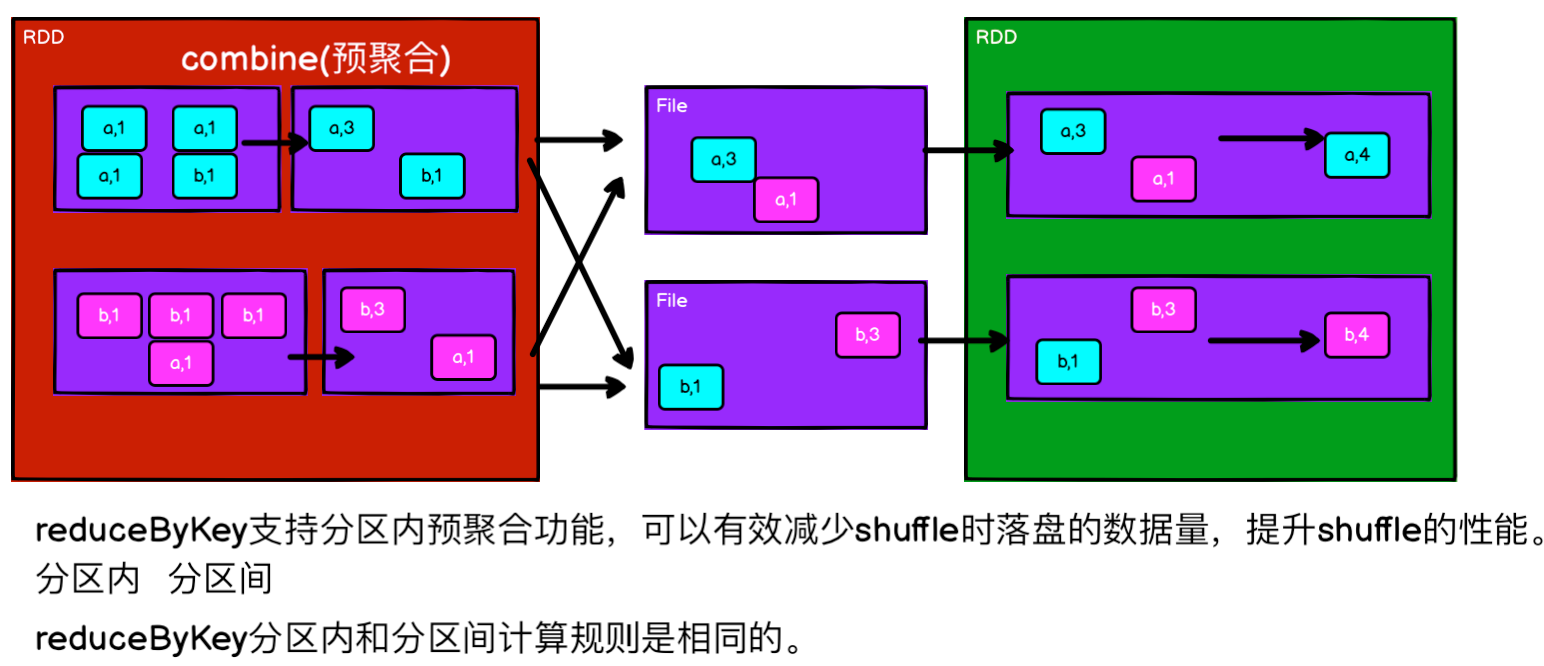 RDD
combine(预聚合)
a,1
a,1
a,1
b,1
a,3
b,1
b,1
b,1
b,1
a,1
b,3
a,1
File
a,3
a,1
File
b,3
b,1
RDD
a,3
a,1
a,4
b,3
b,1
b,4
reduceByKey支持分区内预聚合功能，可以有效减少shuffle时落盘的数据量，提升shuffle的性能。
分区内 分区间
reduceByKey分区内和分区间计算规则是相同的。